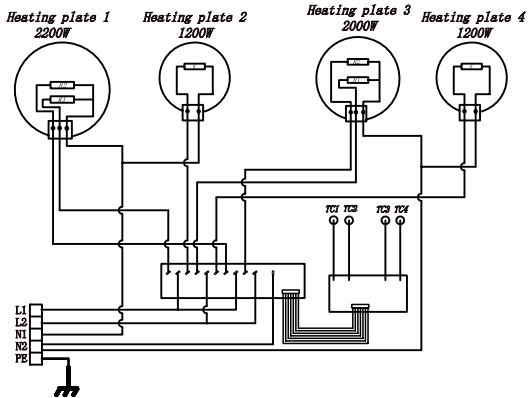 Heating plate 1
2200W
Heating plate 2
1200W
Heating plate 3
2000W
Heating plate 4
1200W
TC1 TC2 TC3 TC4
L1
L2
N1
N2
PE